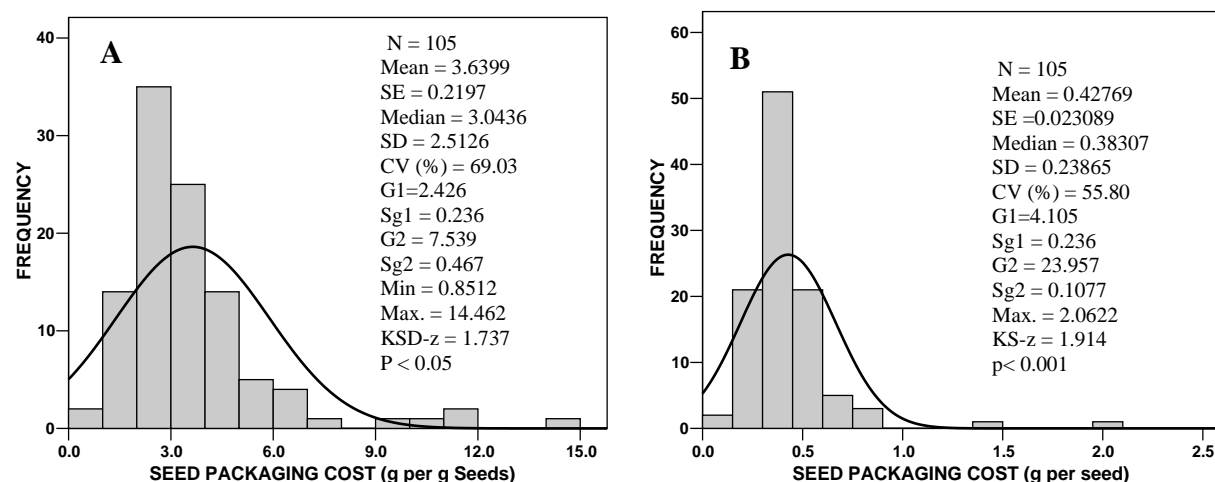 A
N = 105
Mean = 3.6399
SE = 0.2197
Median = 3.0436
SD = 2.5126
CV (%) = 69.03
G1=2.426
Sg1 = 0.236
G2 = 7.539
Sg2 = 0.467
Min = 0.8512
Max. = 14.462
KSD-z = 1.737
P < 0.05
FREQUENCY
40
30
20
10
0
0.0 3.0 6.0 9.0 12.0 15.0
SEED PACKAGING COST (g per g Seeds)
B
N = 105
Mean = 0.42769
SE =0.023089
Median = 0.38307
SD = 0.23865
CV (%) = 55.80
G1=4.105
Sg1 = 0.236
G2 = 23.957
Sg2 = 0.1077
Max. = 2.0622
KS-z = 1.914
p< 0.001
FREQUENCY
60
50
40
30
20
10
0
0.0 0.5 1.0 1.5 2.0 2.5
SEED PACKAGING COST (g per seed)